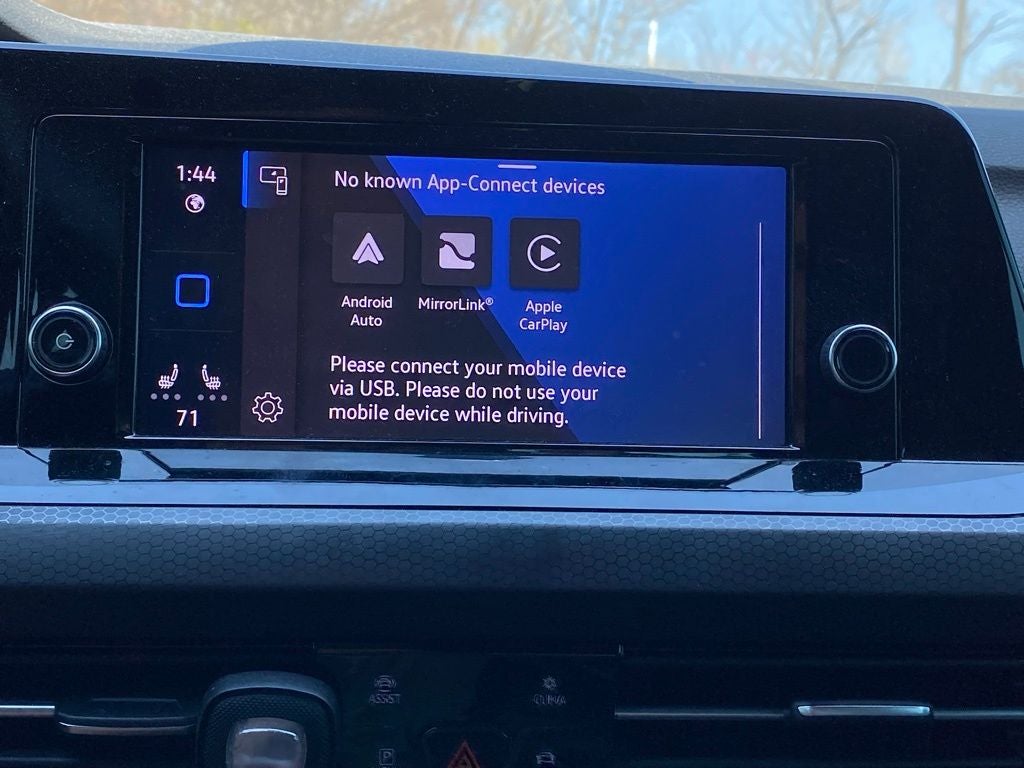 1:44
No known App-Connect devices
Android
Auto
MirrorLink®
Apple
CarPlay
Please connect your mobile device
via USB. Please do not use your
mobile device while driving.
71
ASSIST
CLIMA
P